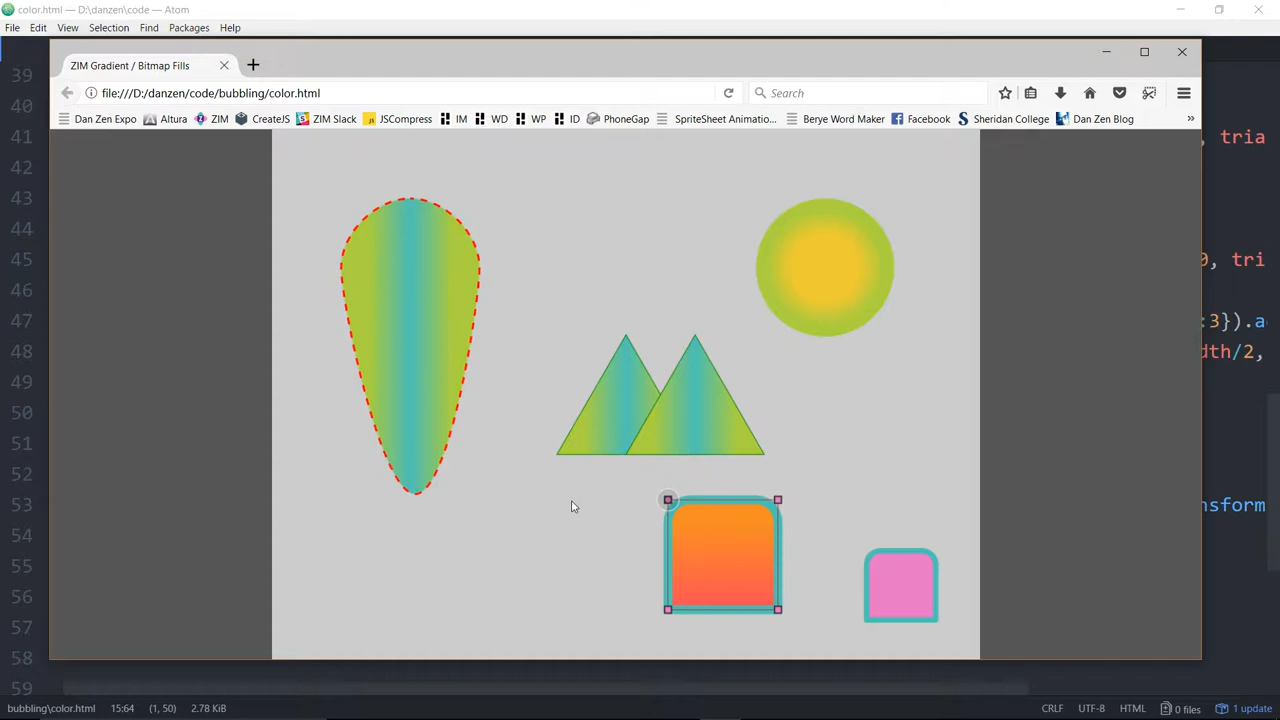 color.html — D:\danzen\code — Atom
File Edit View Selection Find Packages Help
ZIM Gradient / Bitmap Fills
file:///D:/danzen/code/bubbling/color.html
Search
Dan Zen Expo Altura ZIM CreateJS ZIM Slack JSCompress IM WD WP ID PhoneGap SpriteSheet Animato... Berye Word Maker Facebook Sheridan College Dan Zen Blog »
39
40
41 , tria
42
43
44
45 0, tri
46
47 :3}).a
48 dth/2,
49
50
51
52
53 nsform
54
55
56
57
58
59
bubbling\color.html 15:64 (1, 50) 2.78 KiB CRLF UTF-8 HTML 0 files 1 update